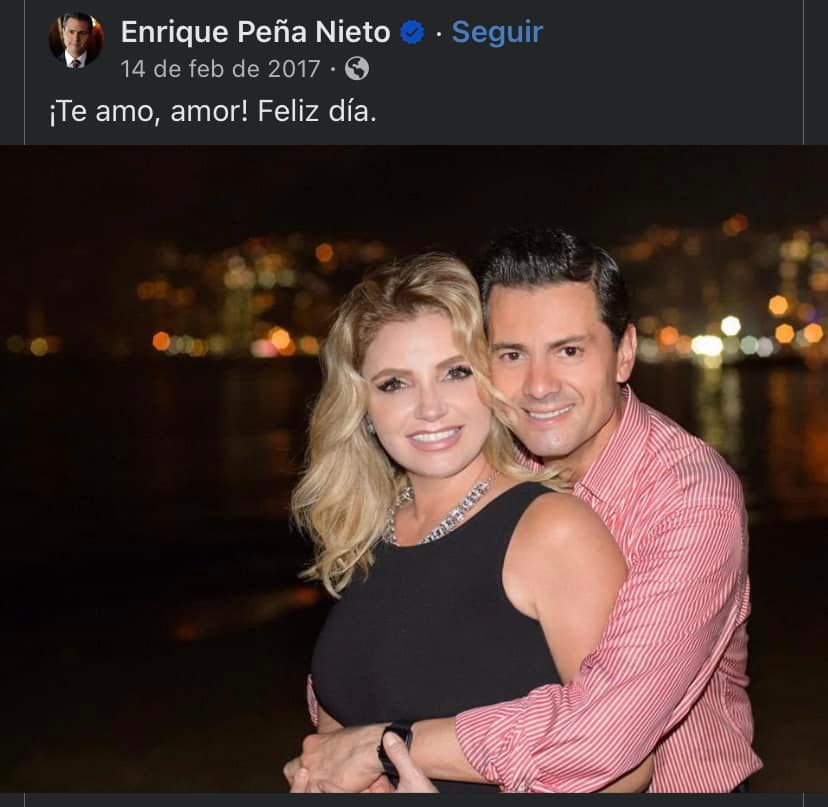 Enrique Peña Nieto · Seguir
14 de feb de 2017 ·
¡Te amo, amor! Feliz día.